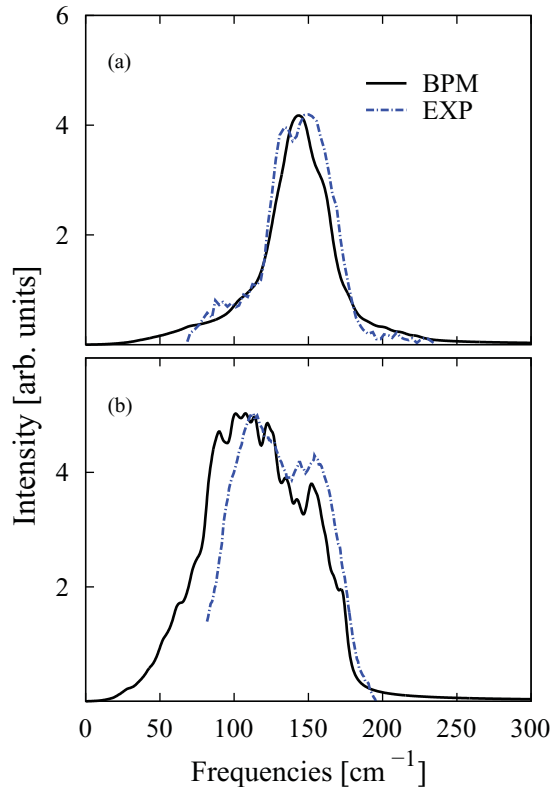 6
(a)
BPM
EXP
4
2
Intensity [arb. units]
(b)
4
2
0 50 100 150 200 250 300
Frequencies [cm⁻¹]